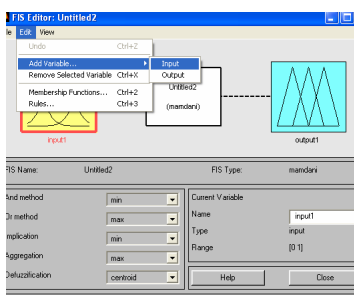 FIS Editor: Untitled2
le Edit View
Undo Ctrl+Z
Add Variable... Input
Output
Remove Selected Variable Ctrl+X
Membership Functions... Ctrl+2
Rules... Ctrl+3
Untitled2
(mamdani)
input1
output1
FIS Name: Untitled2 FIS Type: mamdani
And method min
Or method max
Implication min
Aggregation max
Defuzzification centroid
Current Variable
Name input1
Type input
Range [0 1]
Help Close